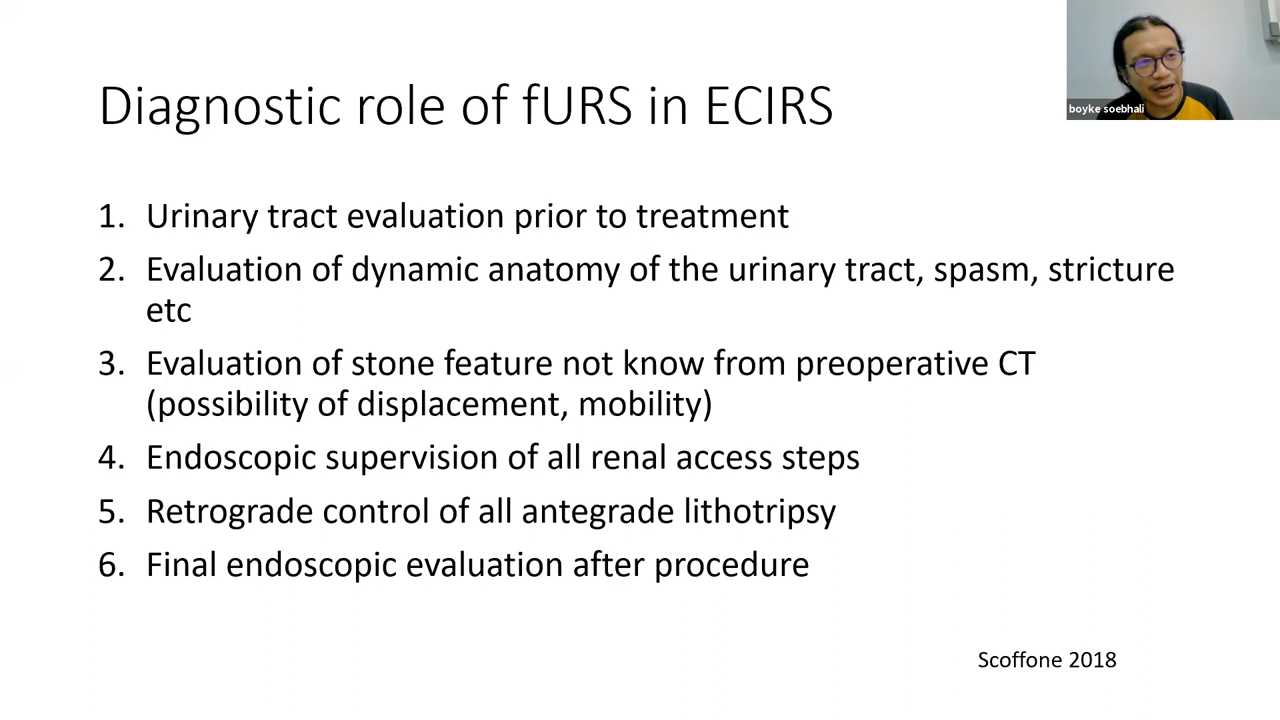 boyke soebhali
Diagnostic role of fURS in ECIRS
1. Urinary tract evaluation prior to treatment
2. Evaluation of dynamic anatomy of the urinary tract, spasm, stricture
etc
3. Evaluation of stone feature not know from preoperative CT
(possibility of displacement, mobility)
4. Endoscopic supervision of all renal access steps
5. Retrograde control of all antegrade lithotripsy
6. Final endoscopic evaluation after procedure
Scoffone 2018